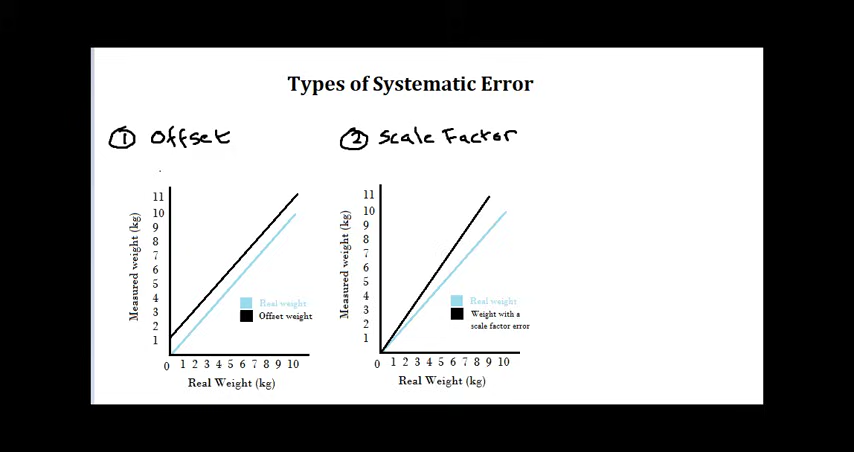 Types of Systematic Error
1 Offset
2 Scale Factor
Measured weight (kg)
11
10
9
8
7
6
5
4
3
2
1
0 1 2 3 4 5 6 7 8 9 10
Real Weight (kg)
Real weight
Offset weight
Measured weight (kg)
11
10
9
8
7
6
5
4
3
2
1
0 1 2 3 4 5 6 7 8 9 10
Real Weight (kg)
Real weight
Weight with a
scale factor error